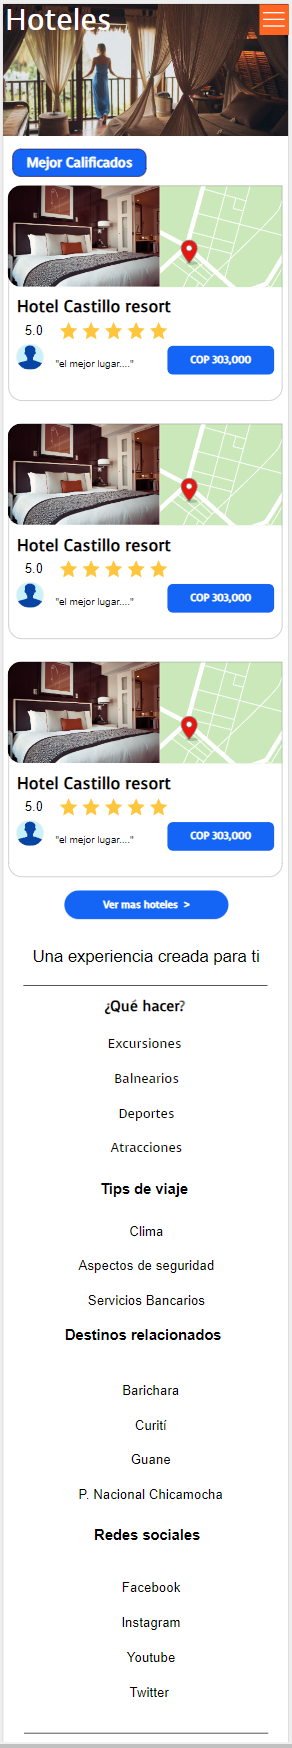 Hoteles
Mejor Calificados
Hotel Castillo resort
5.0
"el mejor lugar...."
COP 303,000
Hotel Castillo resort
5.0
"el mejor lugar...."
COP 303,000
Hotel Castillo resort
5.0
"el mejor lugar...."
COP 303,000
Ver mas hoteles >
Una experiencia creada para ti
¿Qué hacer?
Excursiones
Balnearios
Deportes
Atracciones
Tips de viaje
Clima
Aspectos de seguridad
Servicios Bancarios
Destinos relacionados
Barichara
Curití
Guane
P. Nacional Chicamocha
Redes sociales
Facebook
Instagram
Youtube
Twitter